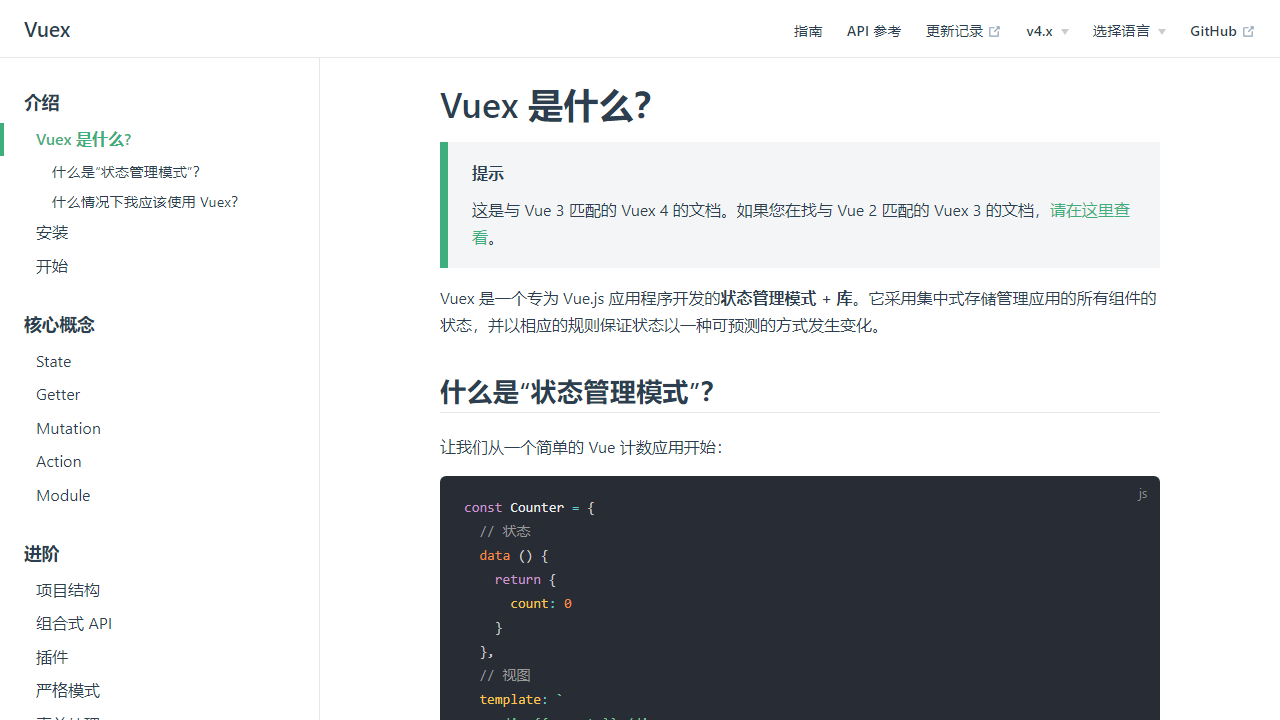 Vuex
指南
API 参考
更新记录
v4.x
选择语言
GitHub
介绍
Vuex 是什么?
什么是“状态管理模式”?
什么情况下我应该使用 Vuex?
安装
开始
核心概念
State
Getter
Mutation
Action
Module
进阶
项目结构
组合式 API
插件
严格模式
Vuex 是什么?
提示
这是与 Vue 3 匹配的 Vuex 4 的文档。如果您在找与 Vue 2 匹配的 Vuex 3 的文档，请在这里查
看。
Vuex 是一个专为 Vue.js 应用程序开发的状态管理模式 + 库。它采用集中式存储管理应用的所有组件的
状态，并以相应的规则保证状态以一种可预测的方式发生变化。
什么是“状态管理模式”?
让我们从一个简单的 Vue 计数应用开始：
js
const Counter = {
// 状态
data () {
return {
count: 0
}
},
// 视图
template: `